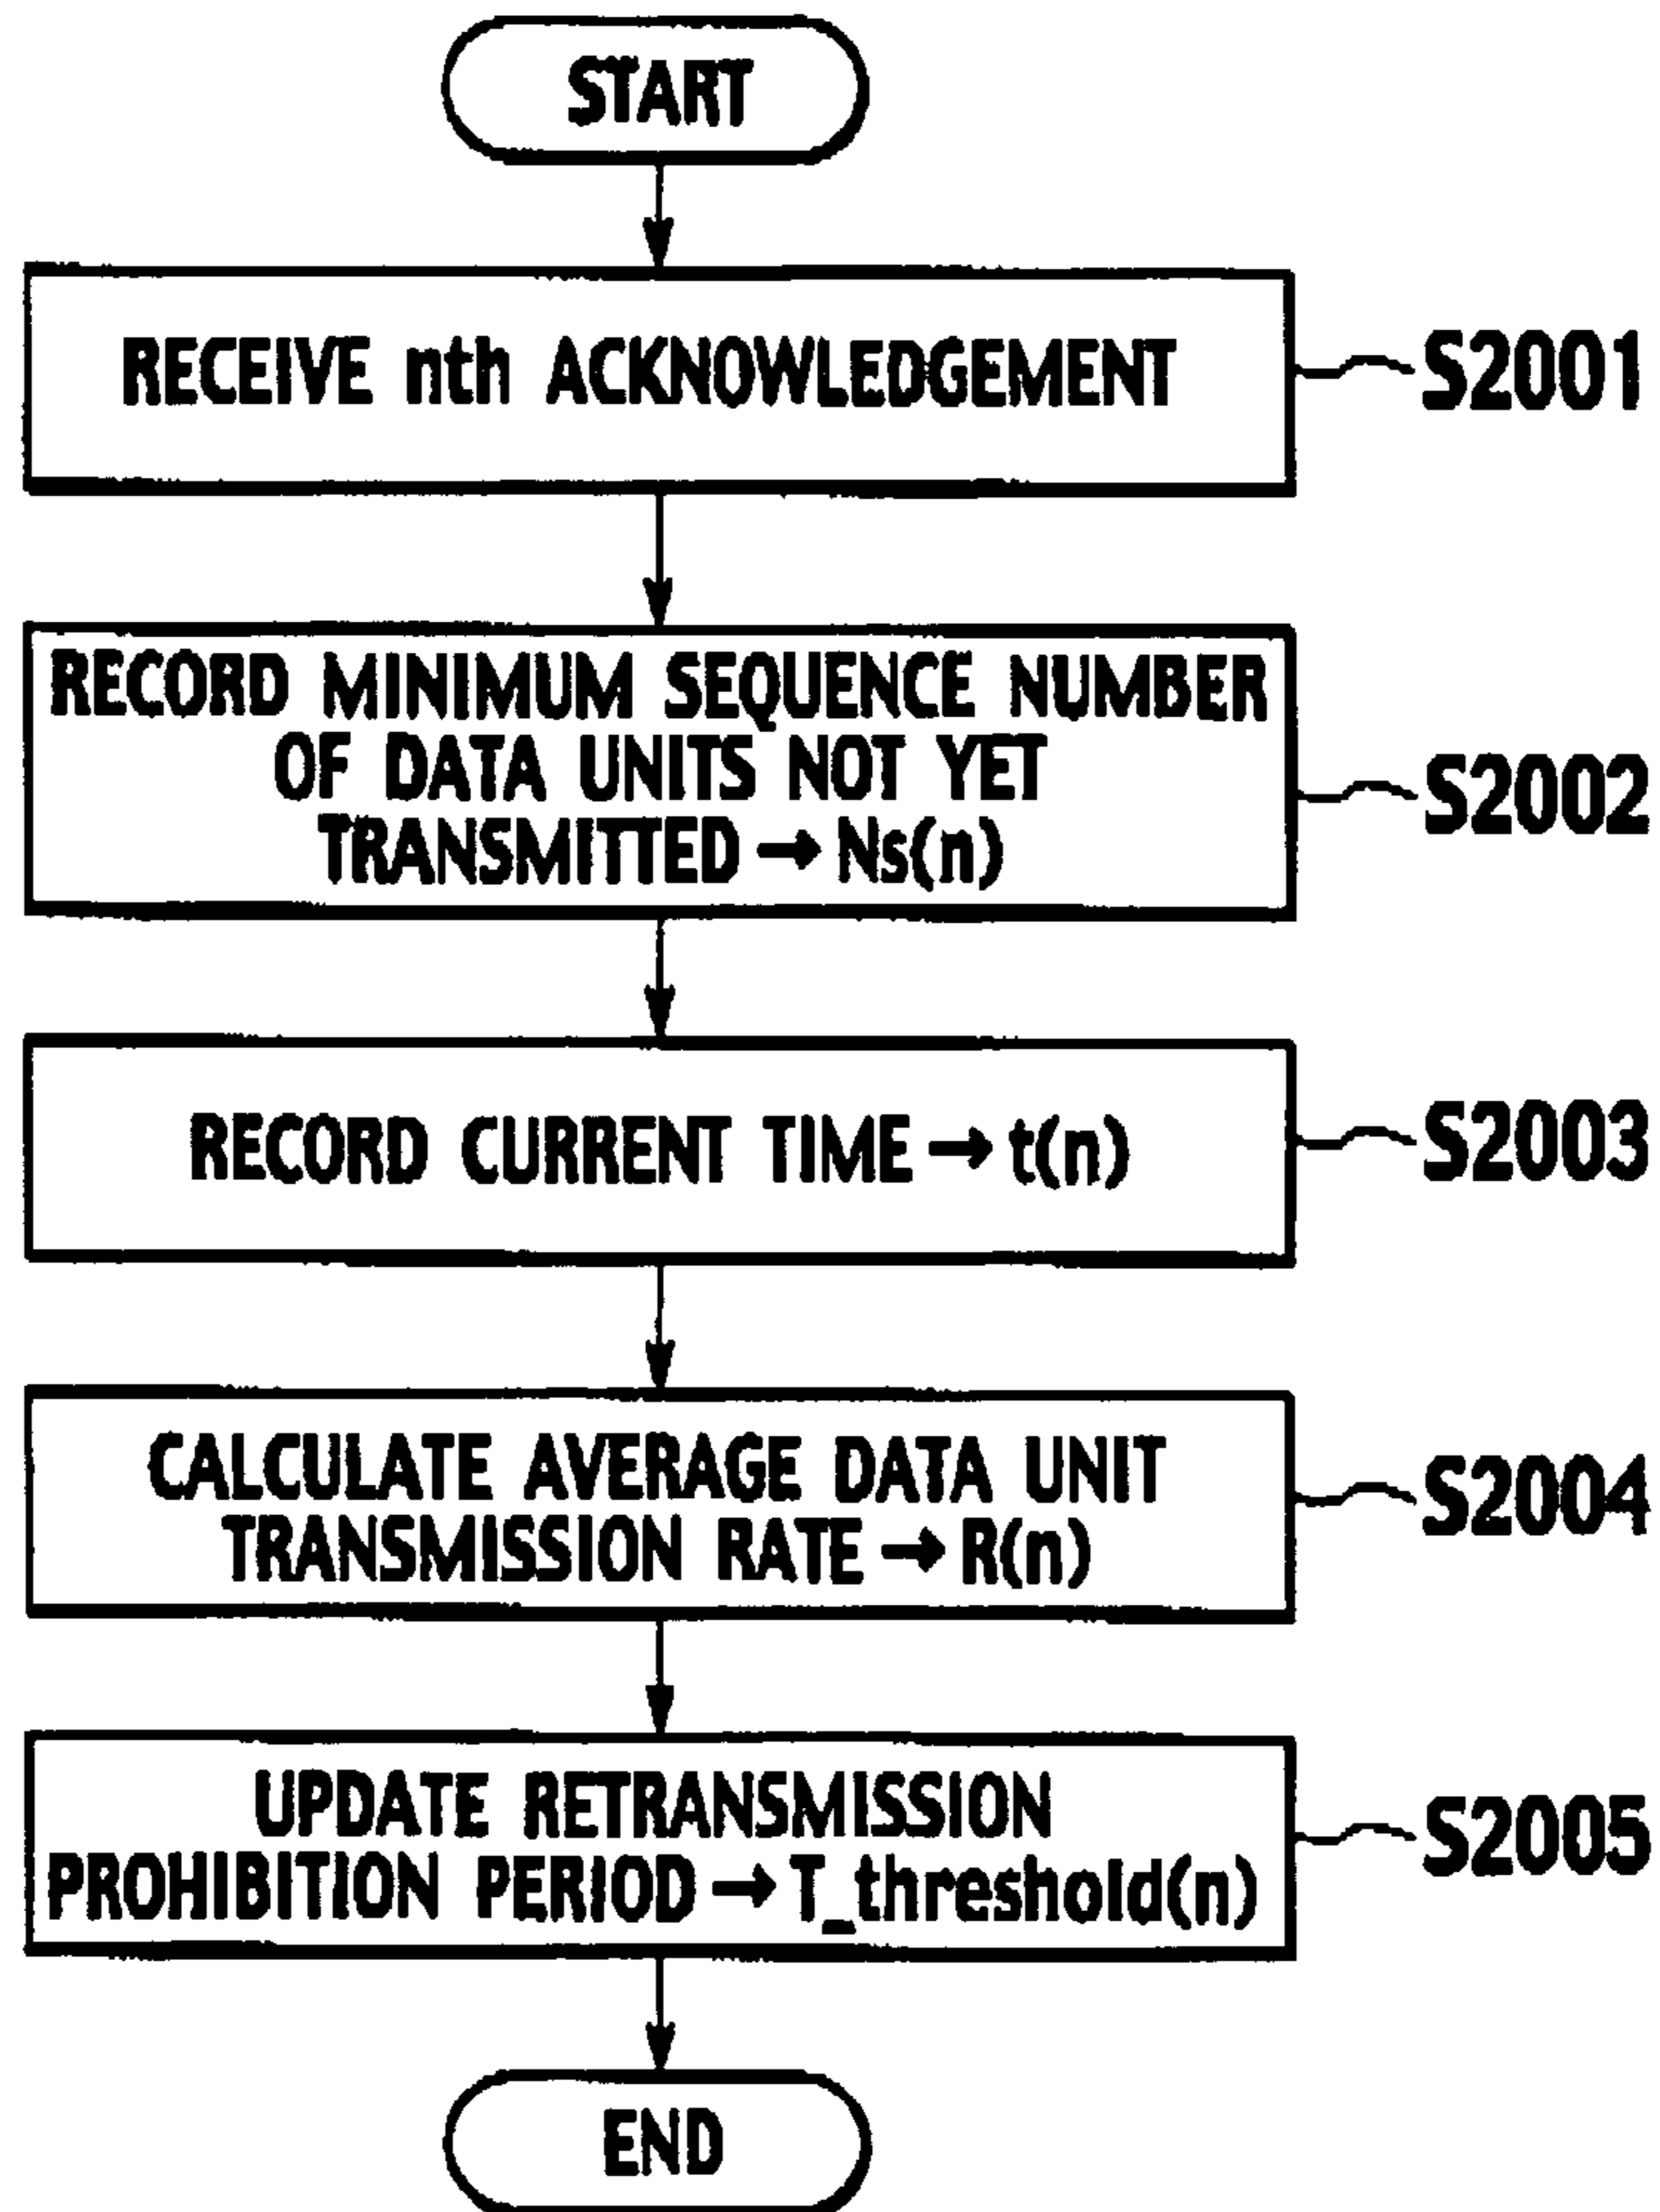 START
RECEIVE nth ACKNOWLEDGEMENT
S2001
RECORD MINIMUM SEQUENCE NUMBER
OF DATA UNITS NOT YET
TRANSMITTED → Ns(n)
S2002
RECORD CURRENT TIME → t(n)
S2003
CALCULATE AVERAGE DATA UNIT
TRANSMISSION RATE → R(n)
S2004
UPDATE RETRANSMISSION
PROHIBITION PERIOD → T_threshold(n)
S2005
END